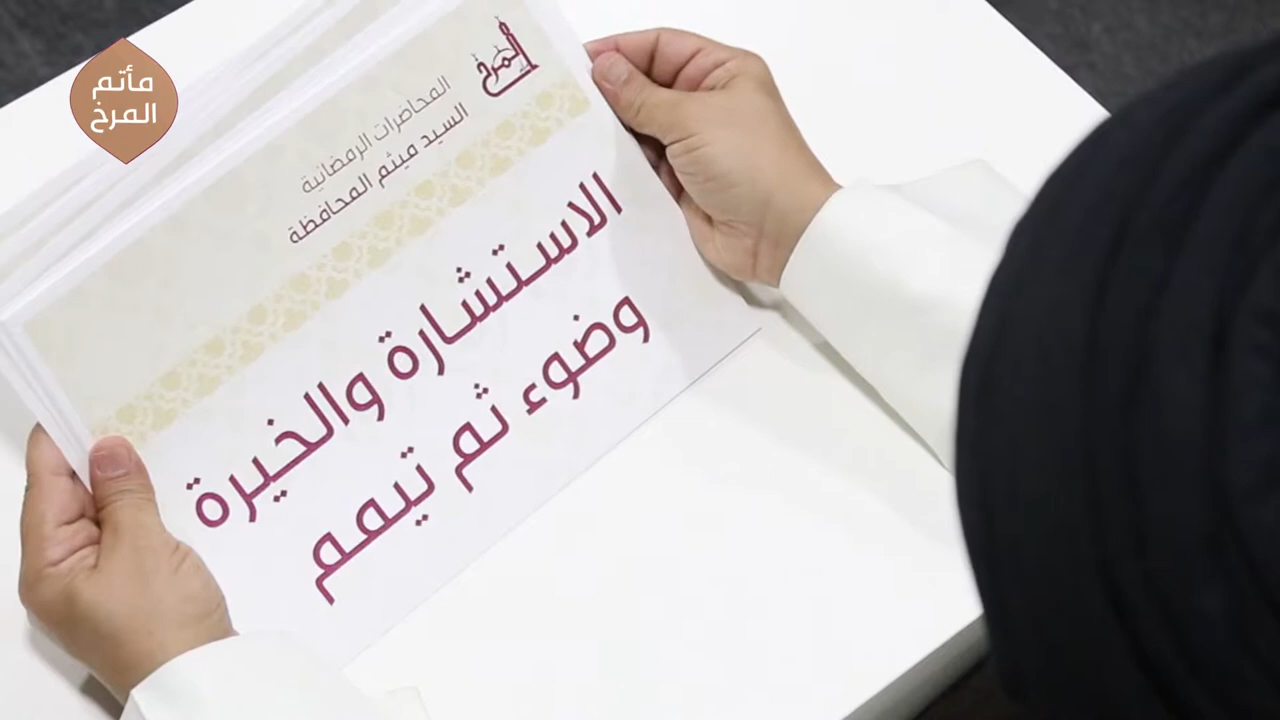 مأتم
المرخ
المرخ
المحاضرات الرمضانية
السيد ميثم المحافظة
الاستشارة والخيرة
وضوء ثم تيمم